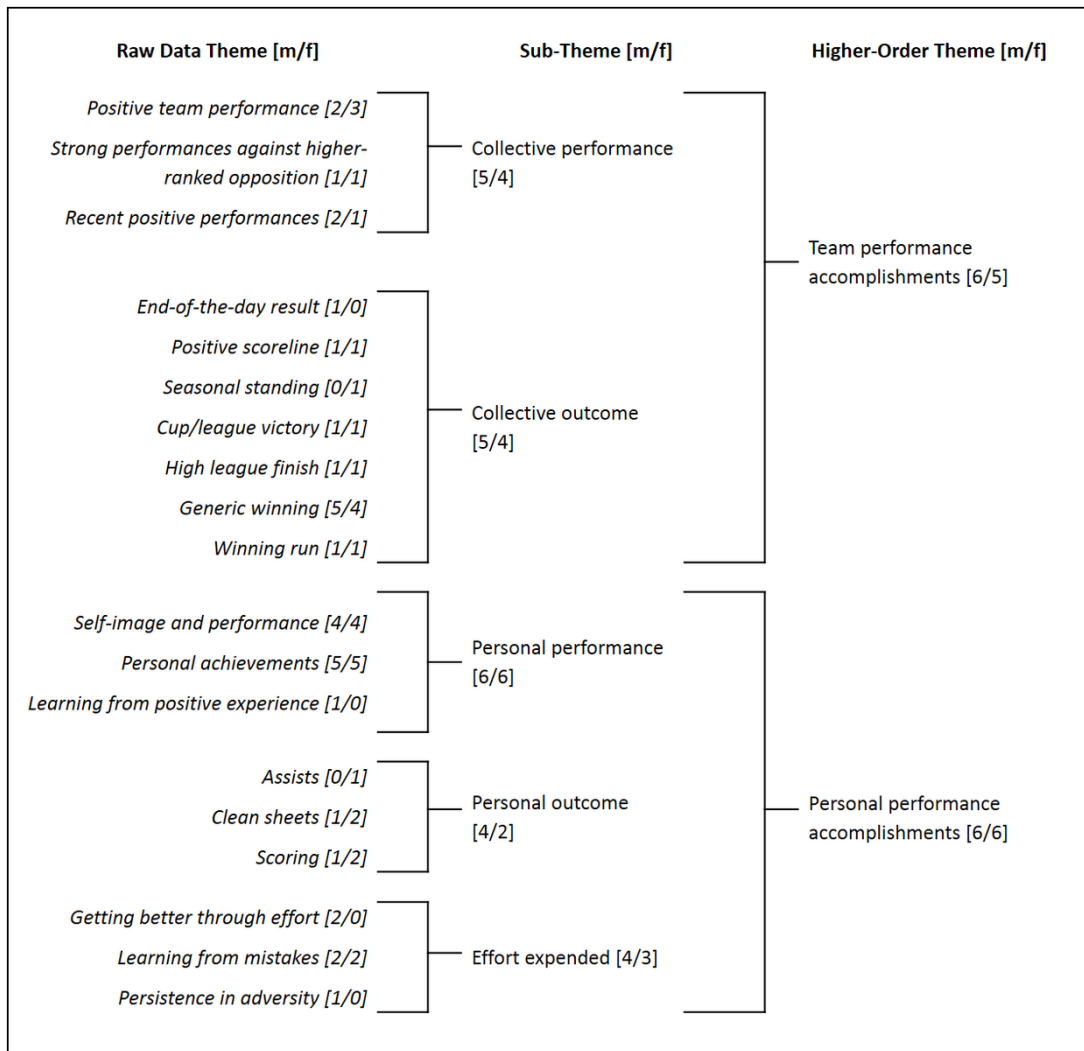 Raw Data Theme [m/f]
Sub-Theme [m/f]
Higher-Order Theme [m/f]
Positive team performance [2/3]
Strong performances against higher-
ranked opposition [1/1]
Recent positive performances [2/1]
Collective performance
[5/4]
End-of-the-day result [1/0]
Positive scoreline [1/1]
Seasonal standing [0/1]
Cup/league victory [1/1]
High league finish [1/1]
Generic winning [5/4]
Winning run [1/1]
Collective outcome
[5/4]
Team performance
accomplishments [6/5]
Self-image and performance [4/4]
Personal achievements [5/5]
Learning from positive experience [1/0]
Personal performance
[6/6]
Assists [0/1]
Clean sheets [1/2]
Scoring [1/2]
Personal outcome
[4/2]
Getting better through effort [2/0]
Learning from mistakes [2/2]
Persistence in adversity [1/0]
Effort expended [4/3]
Personal performance
accomplishments [6/6]